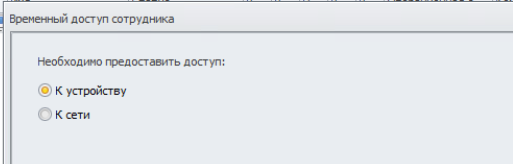 Временный доступ сотрудника
Необходимо предоставить доступ:
К устройству
К сети